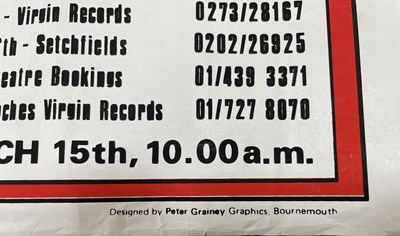 - Virgin Records 0273/28167
th - Setchfields 0202/26925
eatre Bookings 01/439 3371
ches Virgin Records 01/727 8070
CH 15th, 10.00a.m.
Designed by Peter Grainey Graphics, Bournemouth